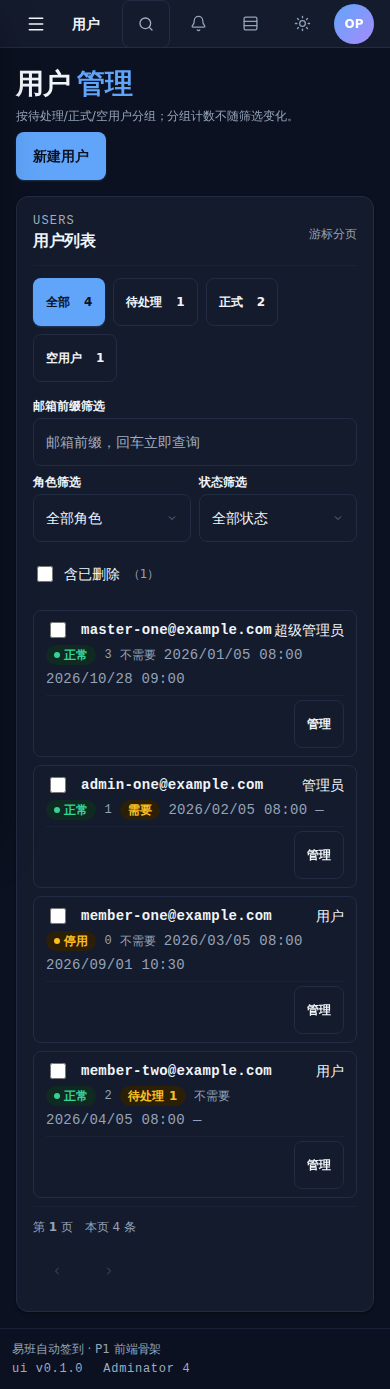 用户
OP
用户 管理
按待处理/正式/空用户分组；分组计数不随筛选变化。
新建用户
USERS
用户列表
游标分页
全部 4
待处理 1
正式 2
空用户 1
邮箱前缀筛选
邮箱前缀，回车立即查询
角色筛选
状态筛选
全部角色
全部状态
含已删除 （1）
master-one@example.com 超级管理员
正常 3 不需要 2026/01/05 08:00
2026/10/28 09:00
管理
admin-one@example.com 管理员
正常 1 需要 2026/02/05 08:00 —
管理
member-one@example.com 用户
停用 0 不需要 2026/03/05 08:00
2026/09/01 10:30
管理
member-two@example.com 用户
正常 2 待处理 1 不需要
2026/04/05 08:00 —
管理
第 1 页 本页 4 条
易班自动签到 · P1 前端骨架
ui v0.1.0 Adminator 4